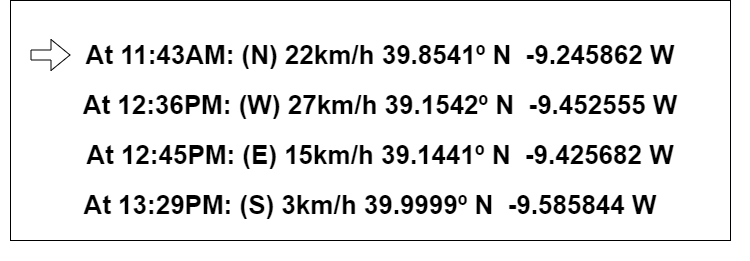 At 11:43AM: (N) 22km/h 39.8541º N -9.245862 W
At 12:36PM: (W) 27km/h 39.1542º N -9.452555 W
At 12:45PM: (E) 15km/h 39.1441º N -9.425682 W
At 13:29PM: (S) 3km/h 39.9999º N -9.585844 W